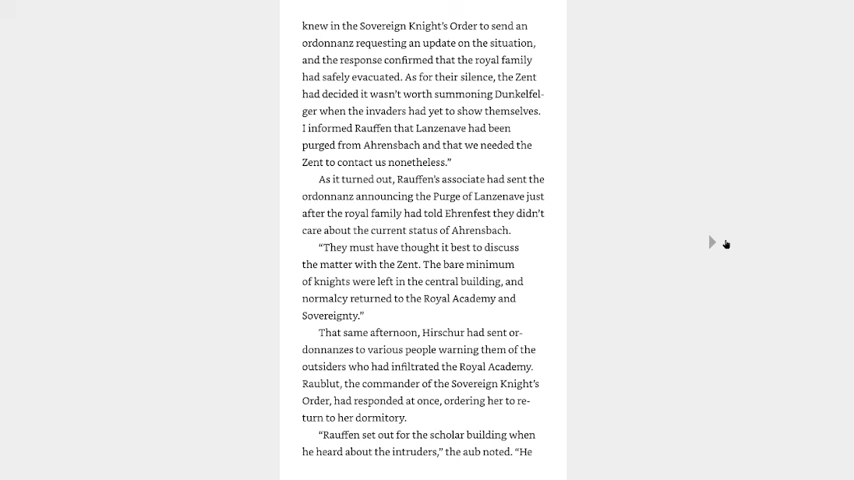 knew in the Sovereign Knight's Order to send an
ordonnanz requesting an update on the situation,
and the response confirmed that the royal family
had safely evacuated. As for their silence, the Zent
had decided it wasn't worth summoning Dunkelfel-
ger when the invaders had yet to show themselves.
I informed Rauffen that Lanzenave had been
purged from Ahrensbach and that we needed the
Zent to contact us nonetheless.”
As it turned out, Rauffen's associate had sent the
ordonnanz announcing the Purge of Lanzenave just
after the royal family had told Ehrenfest they didn't
care about the current status of Ahrensbach.
“They must have thought it best to discuss
the matter with the Zent. The bare minimum
of knights were left in the central building, and
normalcy returned to the Royal Academy and
Sovereignty.”
That same afternoon, Hirschur had sent or-
donnanzes to various people warning them of the
outsiders who had infiltrated the Royal Academy.
Raublut, the commander of the Sovereign Knight's
Order, had responded at once, ordering her to re-
turn to her dormitory.
“Rauffen set out for the scholar building when
he heard about the intruders,” the aub noted. “He